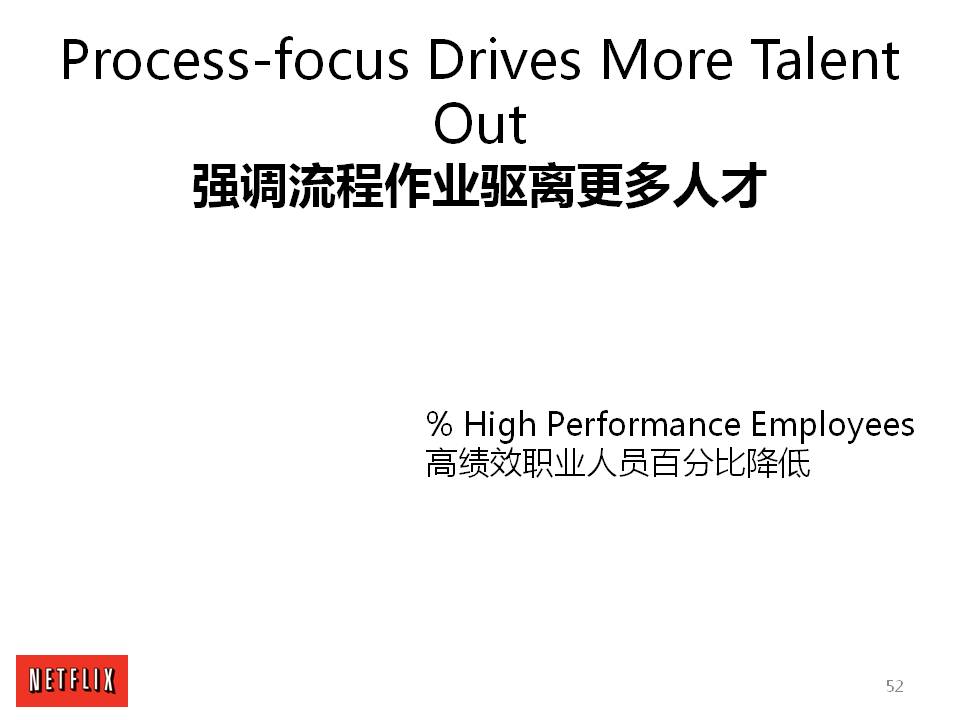 Process-focus Drives More Talent
Out
强调流程作业驱离更多人才
% High Performance Employees
高绩效职业人员百分比降低
NETFLIX
52